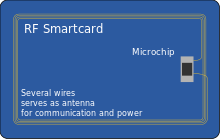 RF Smartcard
Microchip
Several wires
serves as antenna
for communication and power